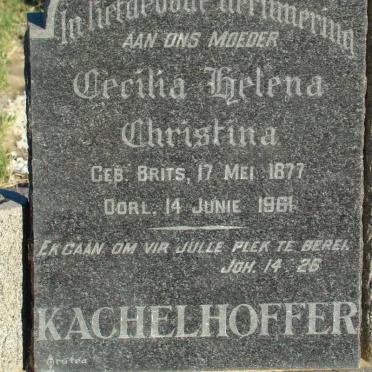 In liefdevolle herinnering
AAN ONS MOEDER
Cecilia Helena
Christina
GEB. BRITS, 17 MEI 1877
OORL. 14 JUNIE 1961.
EK GAAN OM VIR JULLE PLEK TE BEREI.
JOH. 14 26
KACHELHOFFER